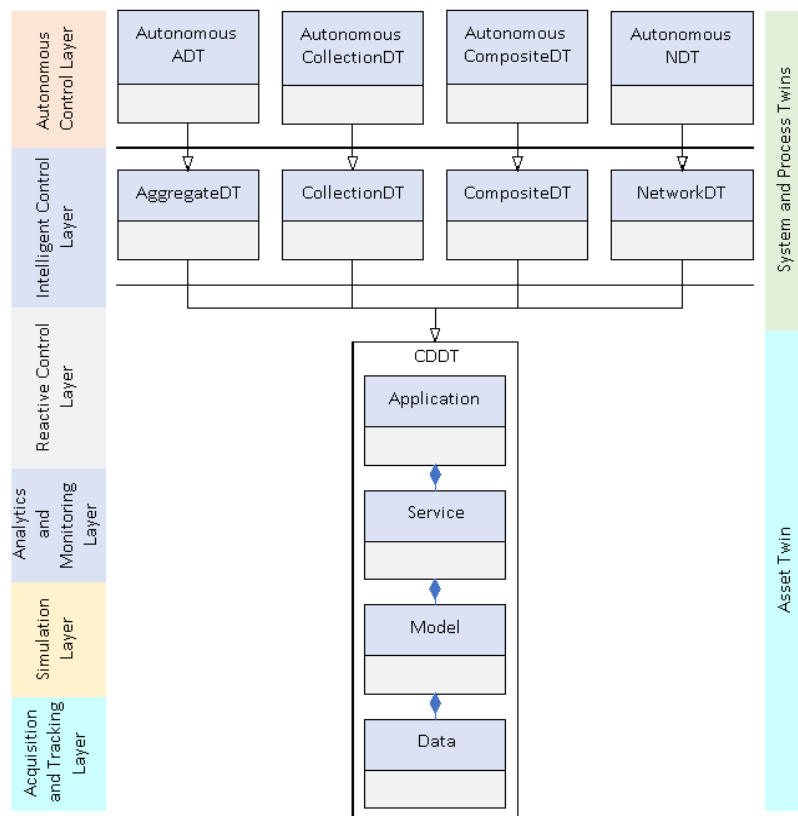 Autonomous
Control Layer
Autonomous
ADT
Autonomous
CollectionDT
Autonomous
CompositeDT
Autonomous
NDT
System and Process Twins
Intelligent Control
Layer
AggregateDT
CollectionDT
CompositeDT
NetworkDT
Reactive Control
Layer
CDDT
Application
Asset Twin
Analytics
and
Monitoring
Layer
Service
Simulation
Layer
Model
Acquisition
and Tracking
Layer
Data